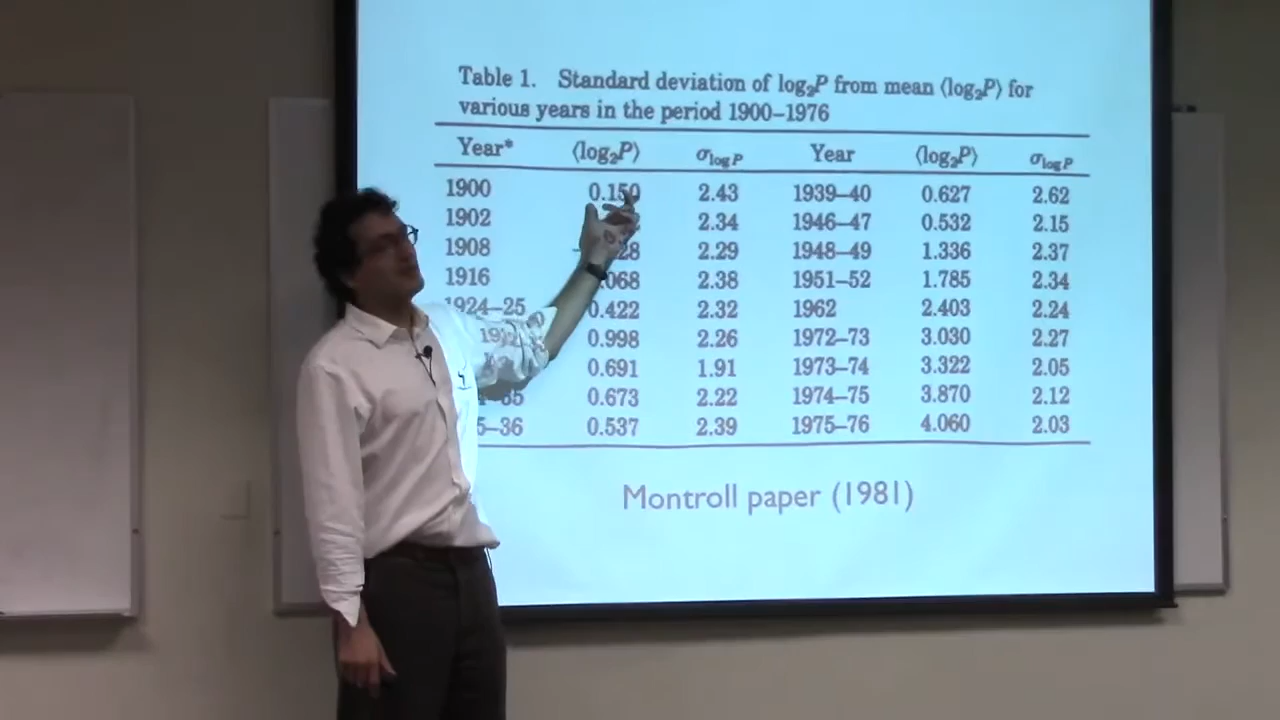 Table 1. Standard deviation of log₂P from mean ⟨log₂P⟩ for
various years in the period 1900–1976
Year* ⟨log₂P⟩ σlog P Year ⟨log₂P⟩ σlog P
1900 0.150 2.43 1939–40 0.627 2.62
1902 2.34 1946–47 0.532 2.15
1908 2.29 1948–49 1.336 2.37
1916 2.38 1951–52 1.785 2.34
1924–25 0.422 2.32 1962 2.403 2.24
0.998 2.26 1972–73 3.030 2.27
0.691 1.91 1973–74 3.322 2.05
0.673 2.22 1974–75 3.870 2.12
0.537 2.39 1975–76 4.060 2.03
Montroll paper (1981)